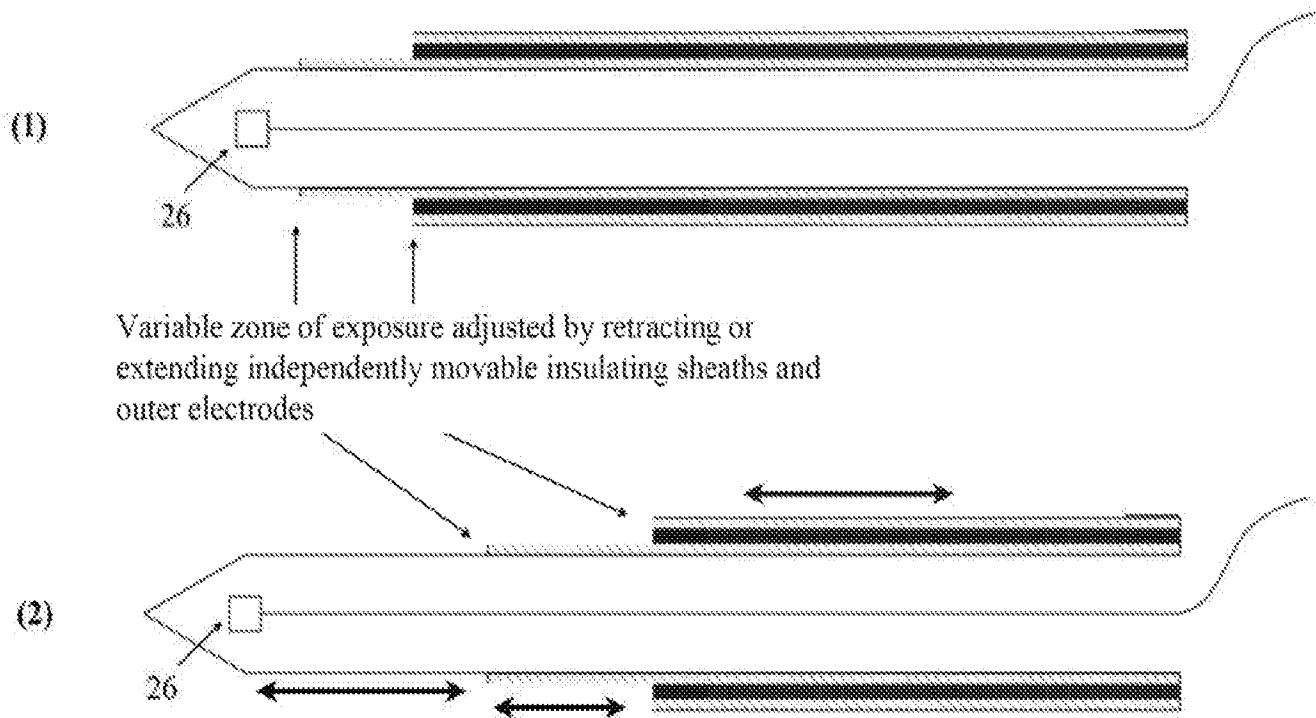 (1)
26
Variable zone of exposure adjusted by retracting or
extending independently movable insulating sheaths and
outer electrodes
(2)
26